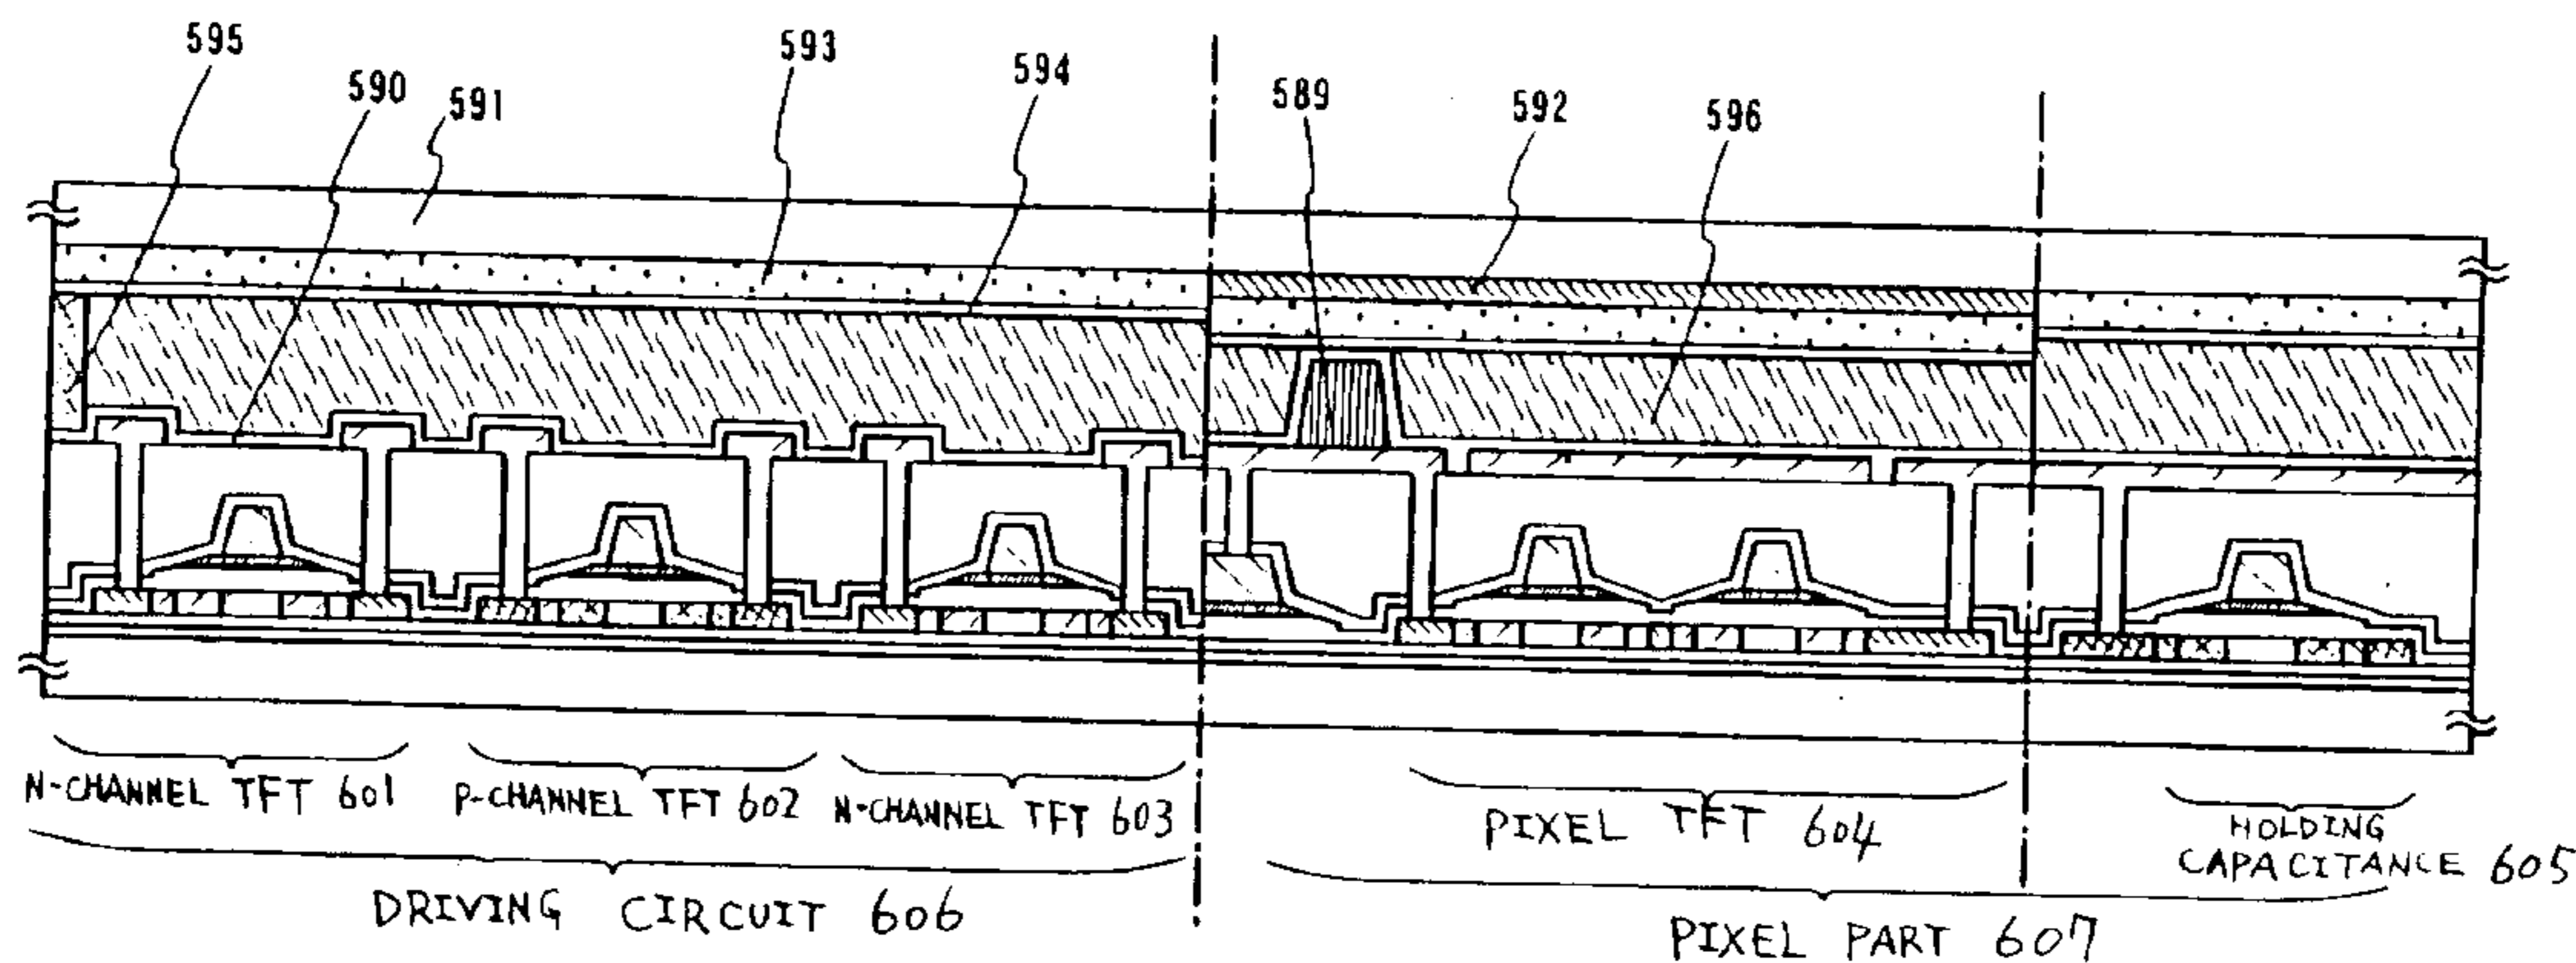 595
590
591
593
594
589
592
596
N-CHANNEL TFT 601
P-CHANNEL TFT 602
N-CHANNEL TFT 603
PIXEL TFT 604
HOLDING
CAPACITANCE 605
DRIVING CIRCUIT 606
PIXEL PART 607